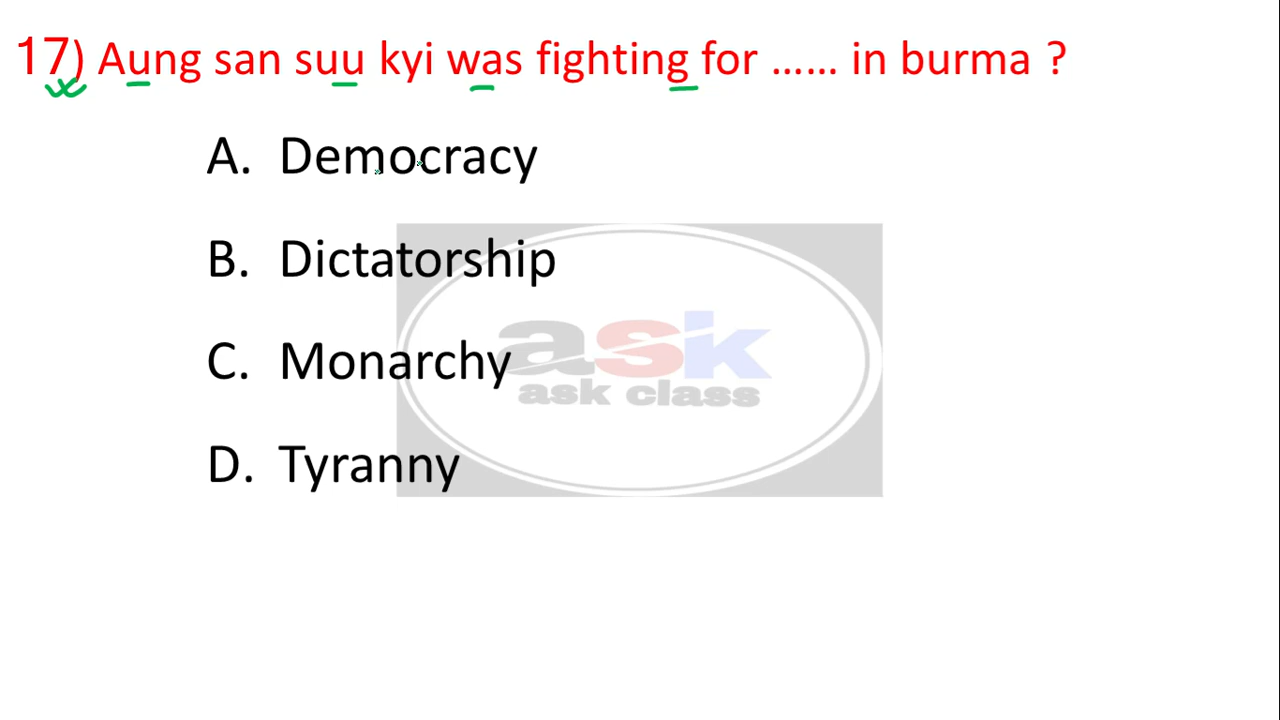 17) Aung san suu kyi was fighting for ...... in burma ?
A. Democracy
B. Dictatorship
C. Monarchy
D. Tyranny
ask
ask class